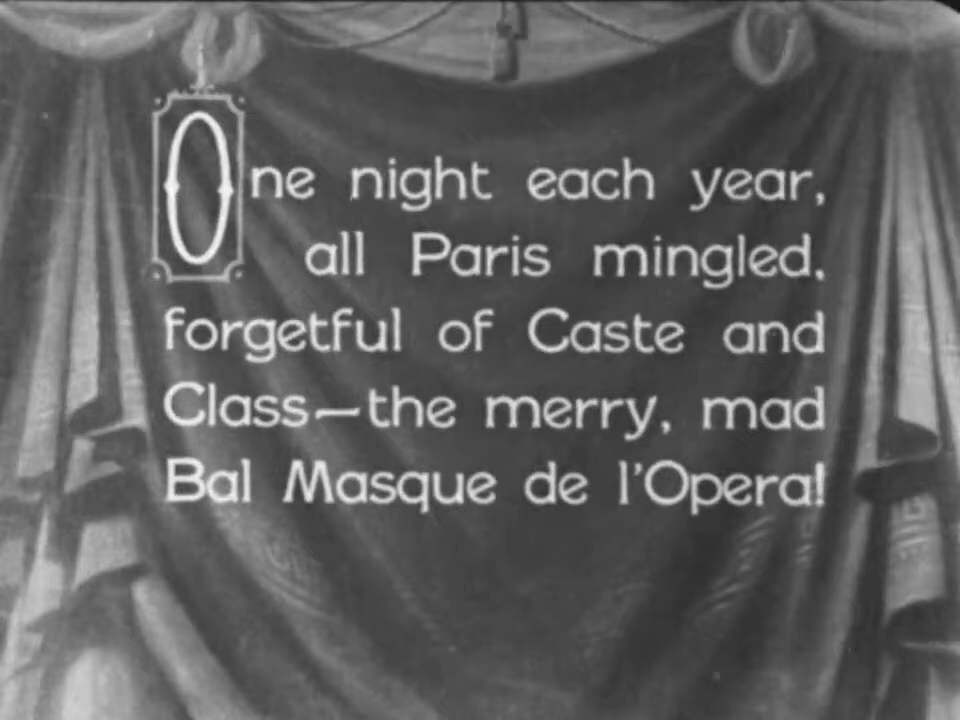 One night each year,
all Paris mingled,
forgetful of Caste and
Class—the merry, mad
Bal Masque de l'Opera!